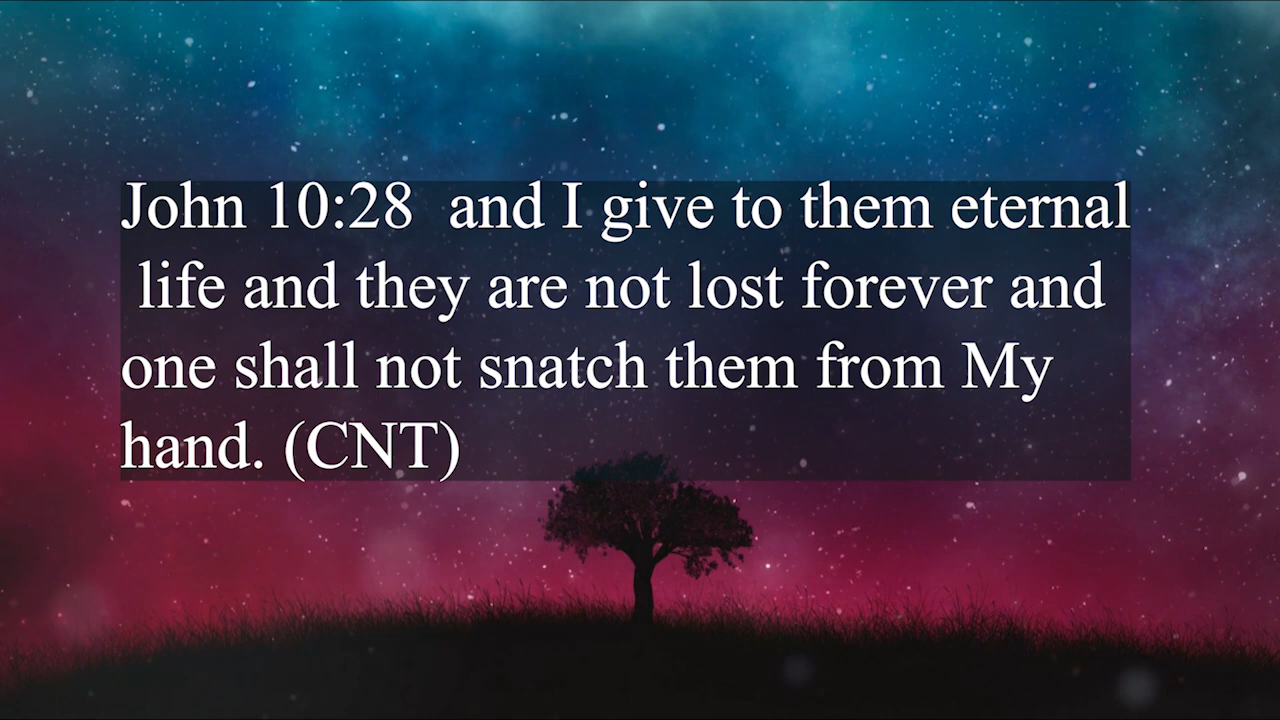 John 10:28  and I give to them eternal
life and they are not lost forever and
one shall not snatch them from My
hand. (CNT)